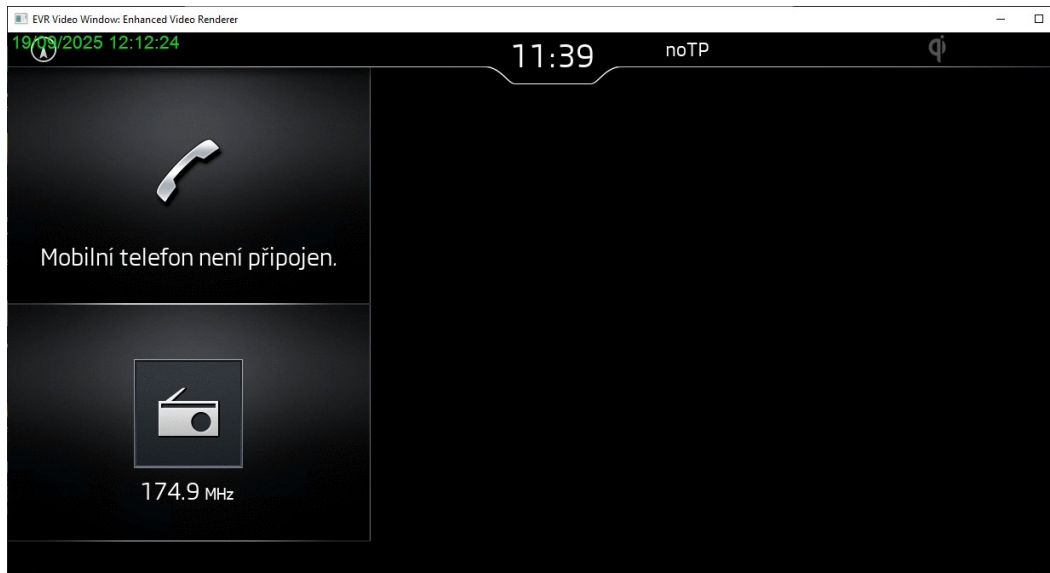 EVR Video Window: Enhanced Video Renderer
19/09/2025 12:12:24
11:39
noTP
qi
Mobilní telefon není připojen.
174.9 MHz